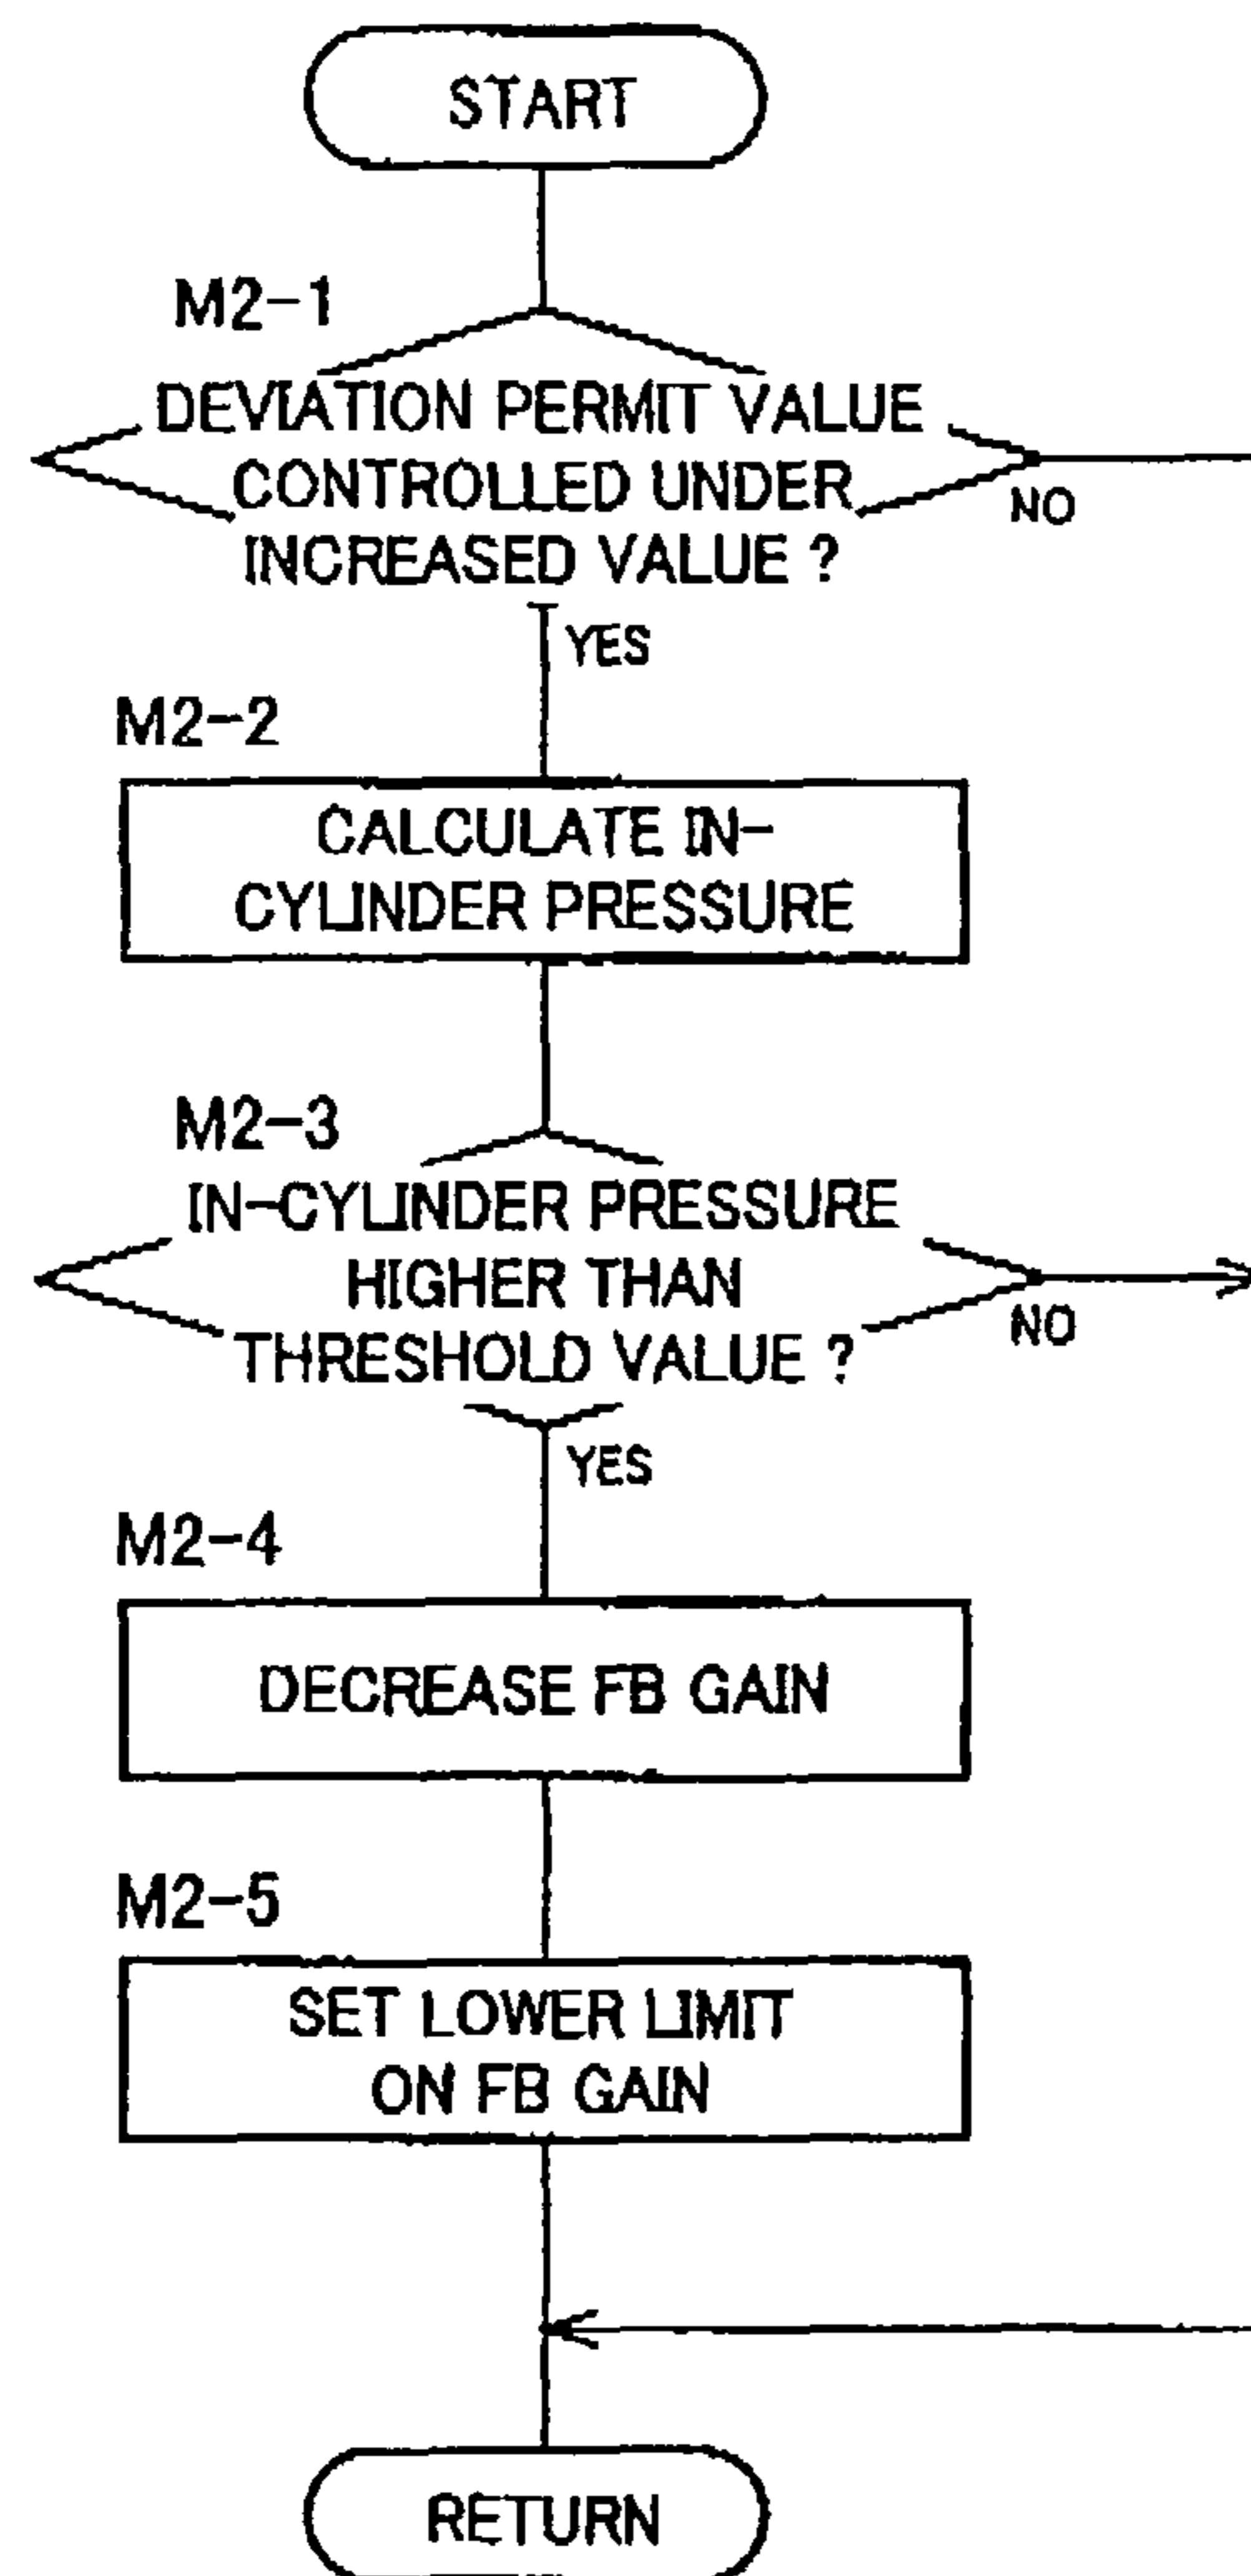 START
M2-1
DEVIATION PERMIT VALUE
CONTROLLED UNDER
INCREASED VALUE ?
NO
YES
M2-2
CALCULATE IN-
CYLINDER PRESSURE
M2-3
IN-CYLINDER PRESSURE
HIGHER THAN
THRESHOLD VALUE ?
NO
YES
M2-4
DECREASE FB GAIN
M2-5
SET LOWER LIMIT
ON FB GAIN
RETURN